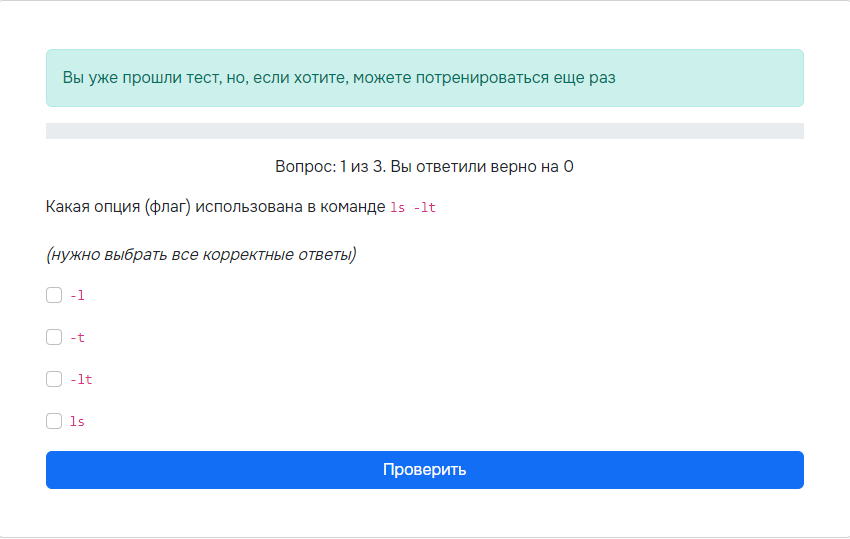 Вы уже прошли тест, но, если хотите, можете потренироваться еще раз
Вопрос: 1 из 3. Вы ответили верно на 0
Какая опция (флаг) использована в команде ls -lt
(нужно выбрать все корректные ответы)
-l
-t
-lt
ls
Проверить